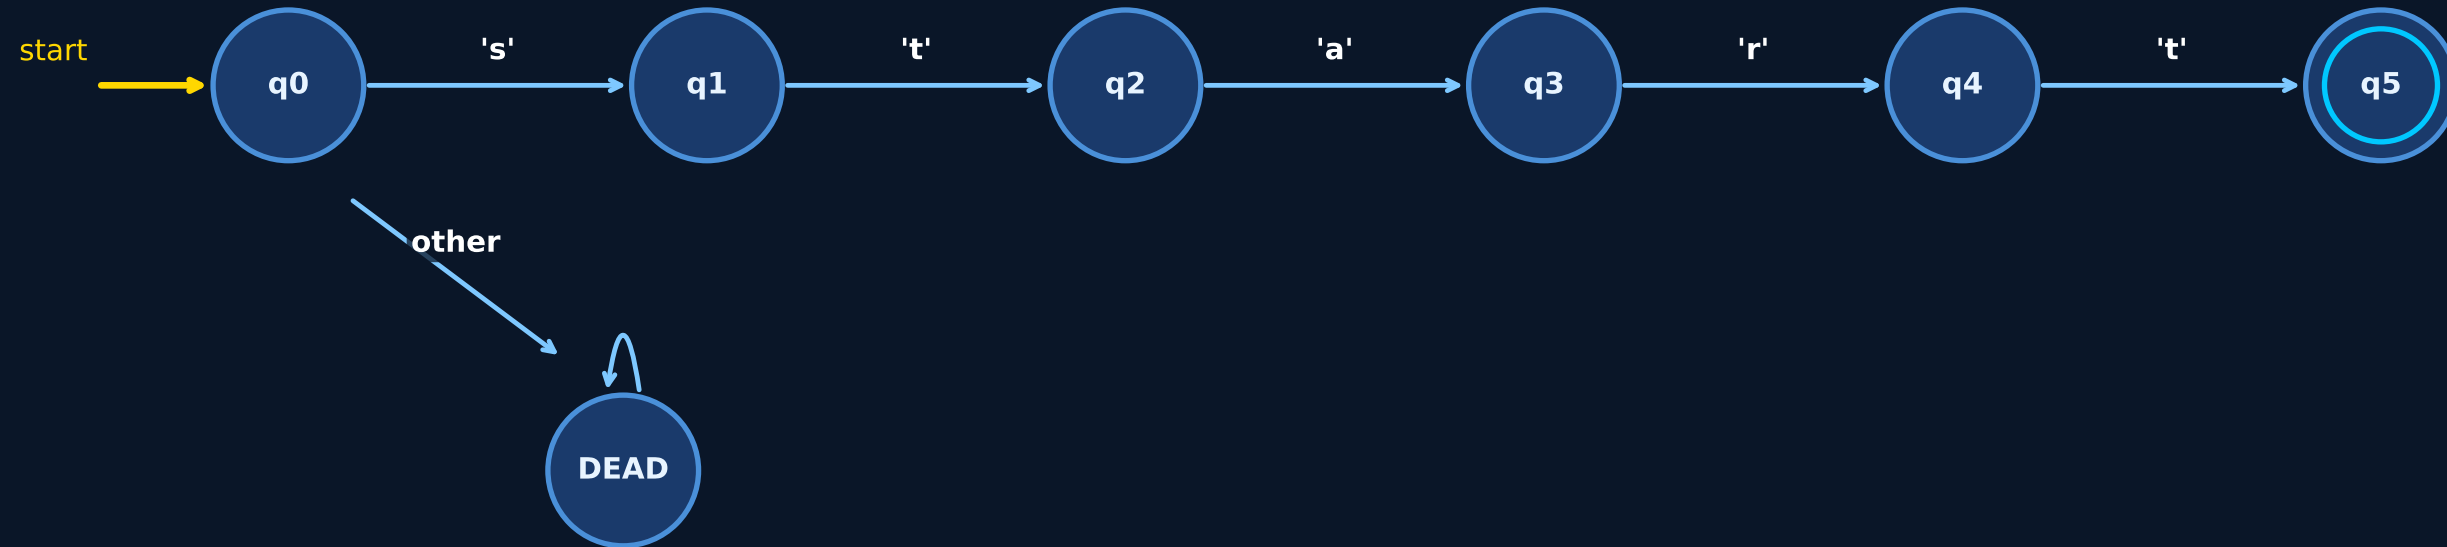 start
's'
't'
'a'
'r'
't'
q0
q1
q2
q3
q4
q5
other
DEAD